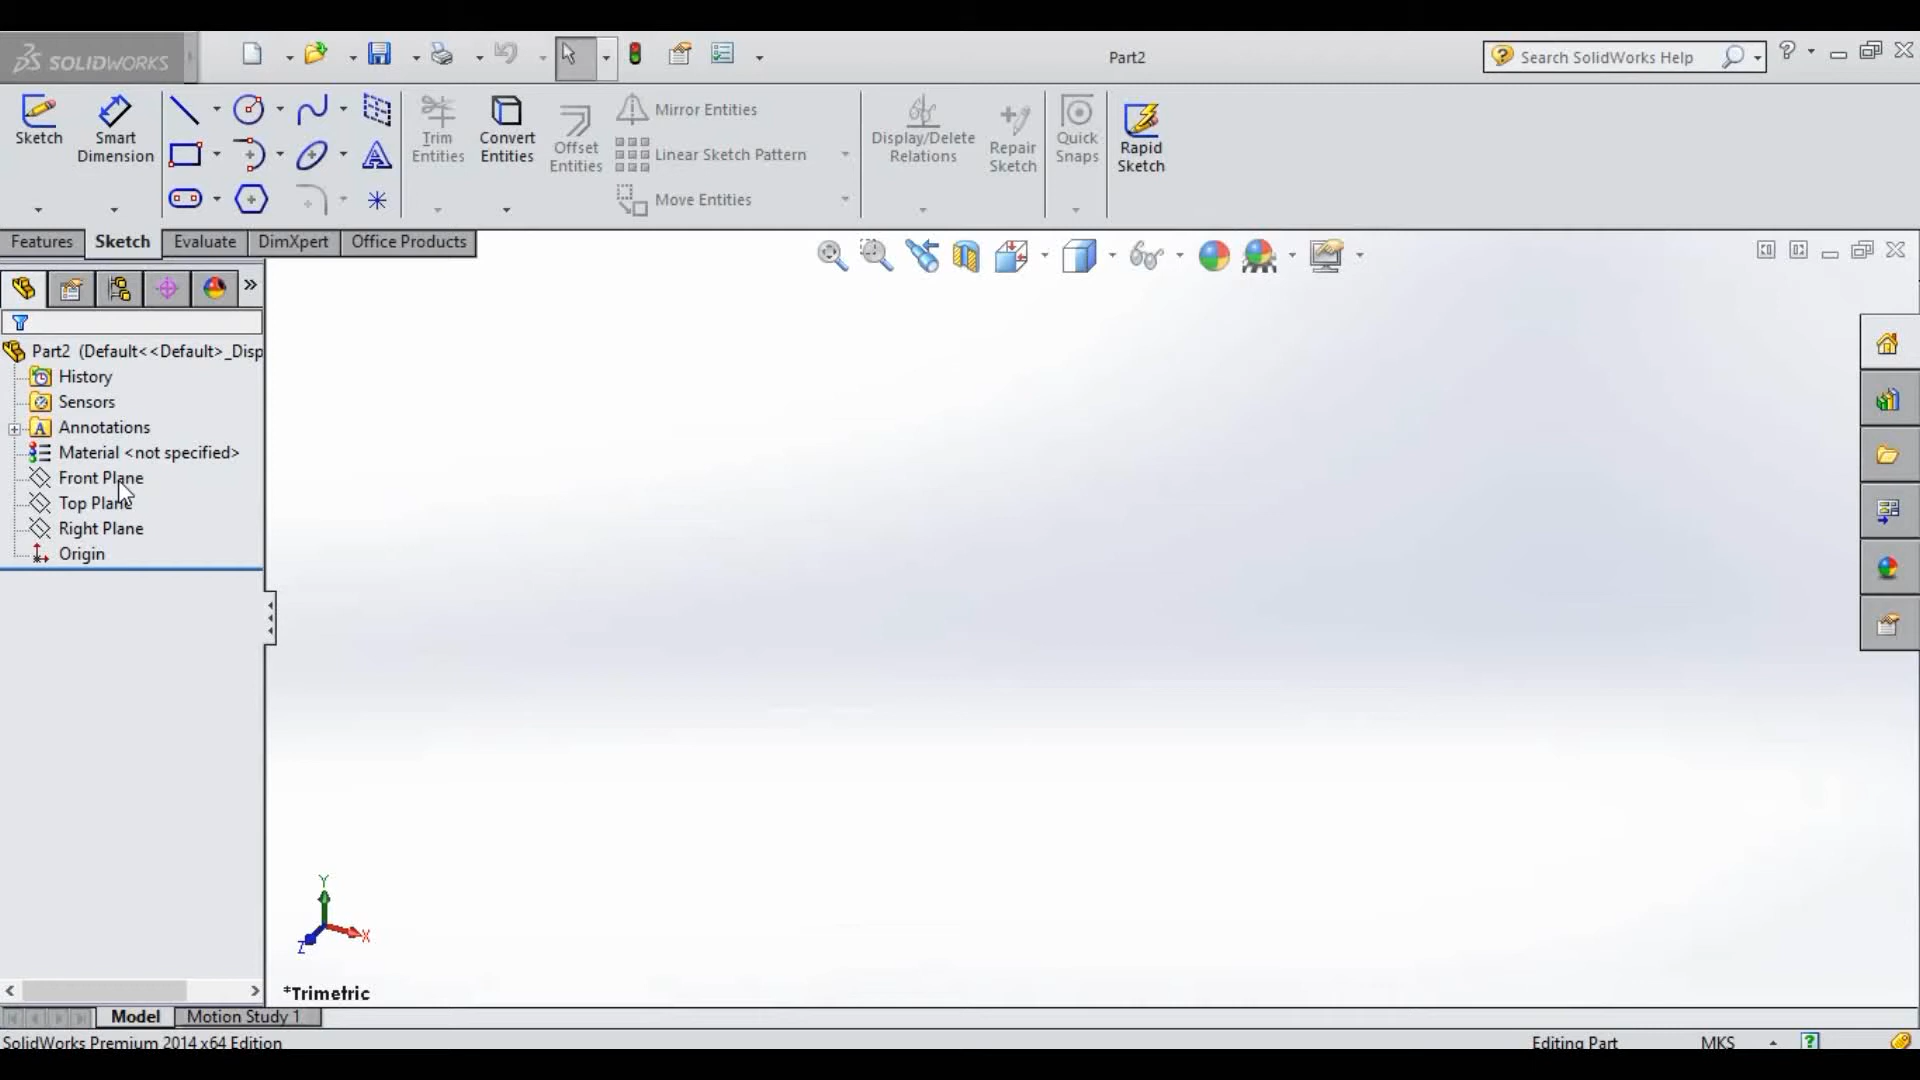 SOLIDWORKS
Part2
Search SolidWorks Help
Sketch
Smart
Dimension
Trim
Entities
Convert
Entities
Offset
Entities
Mirror Entities
Linear Sketch Pattern
Move Entities
Display/Delete
Relations
Repair
Sketch
Quick
Snaps
Rapid
Sketch
Features
Sketch
Evaluate
DimXpert
Office Products
Part2 (Default<<Default>_Disp
History
Sensors
Annotations
Material <not specified>
Front Plane
Top Plane
Right Plane
Origin
Y
X
Z
*Trimetric
Model
Motion Study 1
SolidWorks Premium 2014 x64 Edition
Editing Part
MKS